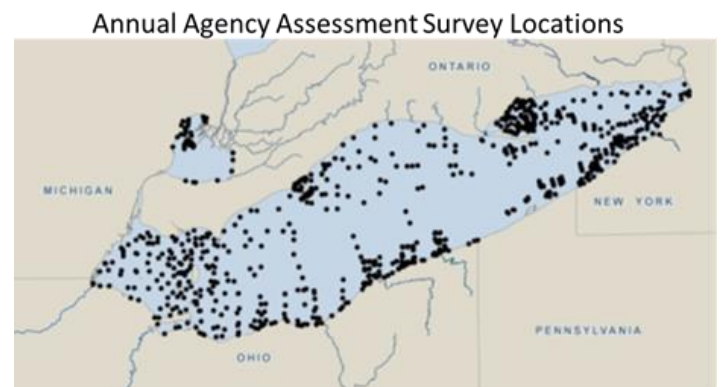 Annual Agency Assessment Survey Locations
ONTARIO
MICHIGAN
NEW YORK
PENNSYLVANIA
OHIO